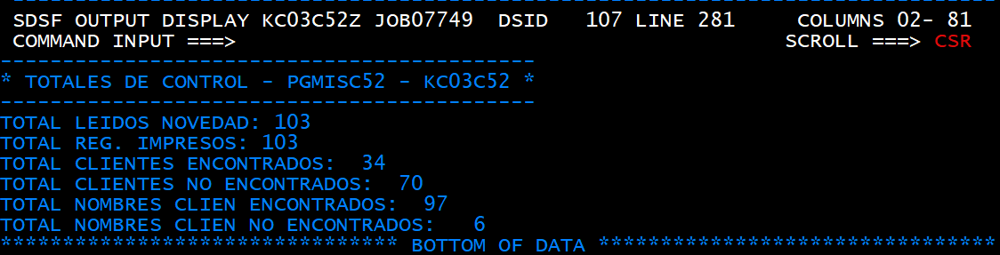 SDSF OUTPUT DISPLAY KC03C52Z JOB07749  DSID   107 LINE 281     COLUMNS 02- 81
COMMAND INPUT ===>                                            SCROLL ===> CSR
-------------------------------------------
* TOTALES DE CONTROL - PGMISC52 - KC03C52 *
-------------------------------------------
TOTAL LEIDOS NOVEDAD: 103
TOTAL REG. IMPRESOS: 103
TOTAL CLIENTES ENCONTRADOS:  34
TOTAL CLIENTES NO ENCONTRADOS:  70
TOTAL NOMBRES CLIEN ENCONTRADOS:  97
TOTAL NOMBRES CLIEN NO ENCONTRADOS:   6
******************************** BOTTOM OF DATA ********************************